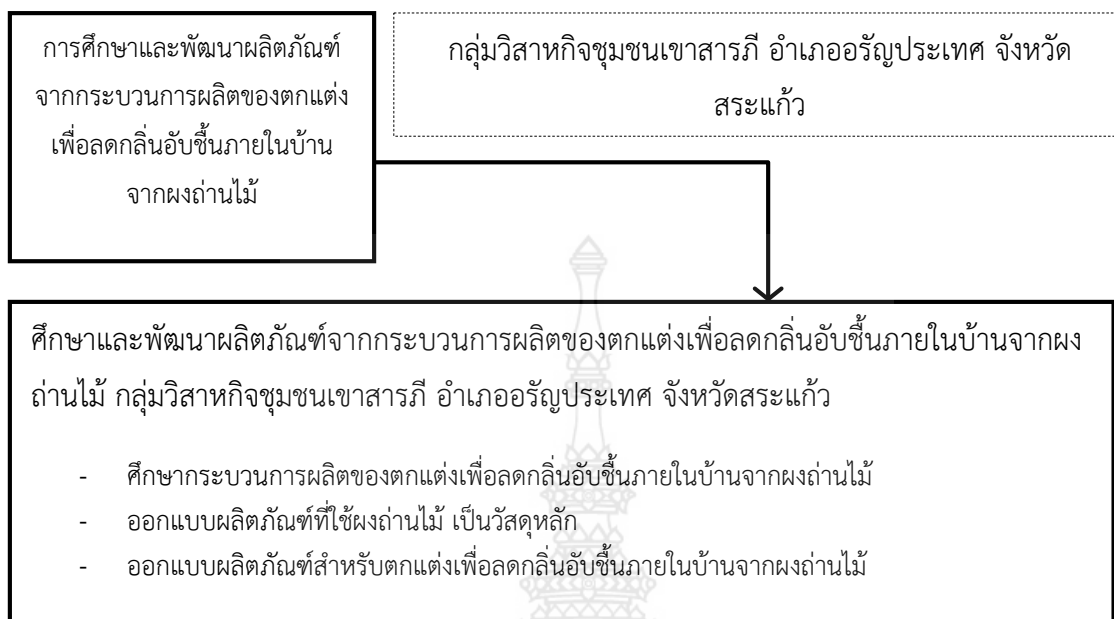 การศึกษาและพัฒนาผลิตภัณฑ์
จากกระบวนการผลิตของตกแต่ง
เพื่อลดกลิ่นอับชื้นภายในบ้าน
จากผงถ่านไม้
กลุ่มวิสาหกิจชุมชนเขาสารภี อำเภออรัญประเทศ จังหวัด
สระแก้ว
ศึกษาและพัฒนาผลิตภัณฑ์จากกระบวนการผลิตของตกแต่งเพื่อลดกลิ่นอับชื้นภายในบ้านจากผง
ถ่านไม้ กลุ่มวิสาหกิจชุมชนเขาสารภี อำเภออรัญประเทศ จังหวัดสระแก้ว
- ศึกษากระบวนการผลิตของตกแต่งเพื่อลดกลิ่นอับชื้นภายในบ้านจากผงถ่านไม้
- ออกแบบผลิตภัณฑ์ที่ใช้ผงถ่านไม้ เป็นวัสดุหลัก
- ออกแบบผลิตภัณฑ์สำหรับตกแต่งเพื่อลดกลิ่นอับชื้นภายในบ้านจากผงถ่านไม้